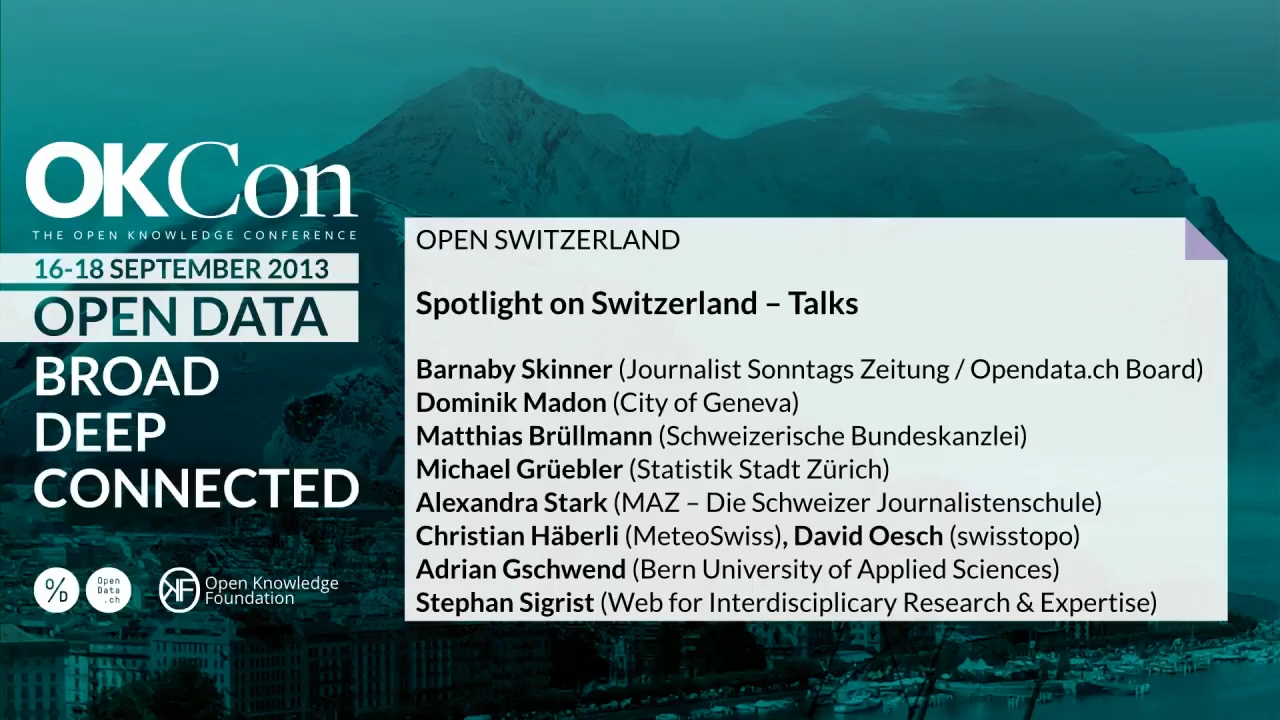 OKCon
THE OPEN KNOWLEDGE CONFERENCE
16-18 SEPTEMBER 2013
OPEN DATA
BROAD
DEEP
CONNECTED
%/D
Open
Data
.ch
OKF
Open Knowledge
Foundation
OPEN SWITZERLAND
Spotlight on Switzerland – Talks
Barnaby Skinner (Journalist Sonntags Zeitung / Opendata.ch Board)
Dominik Madon (City of Geneva)
Matthias Brüllmann (Schweizerische Bundeskanzlei)
Michael Grüebler (Statistik Stadt Zürich)
Alexandra Stark (MAZ – Die Schweizer Journalistenschule)
Christian Häberli (MeteoSwiss), David Oesch (swisstopo)
Adrian Gschwend (Bern University of Applied Sciences)
Stephan Sigrist (Web for Interdisciplinary Research & Expertise)